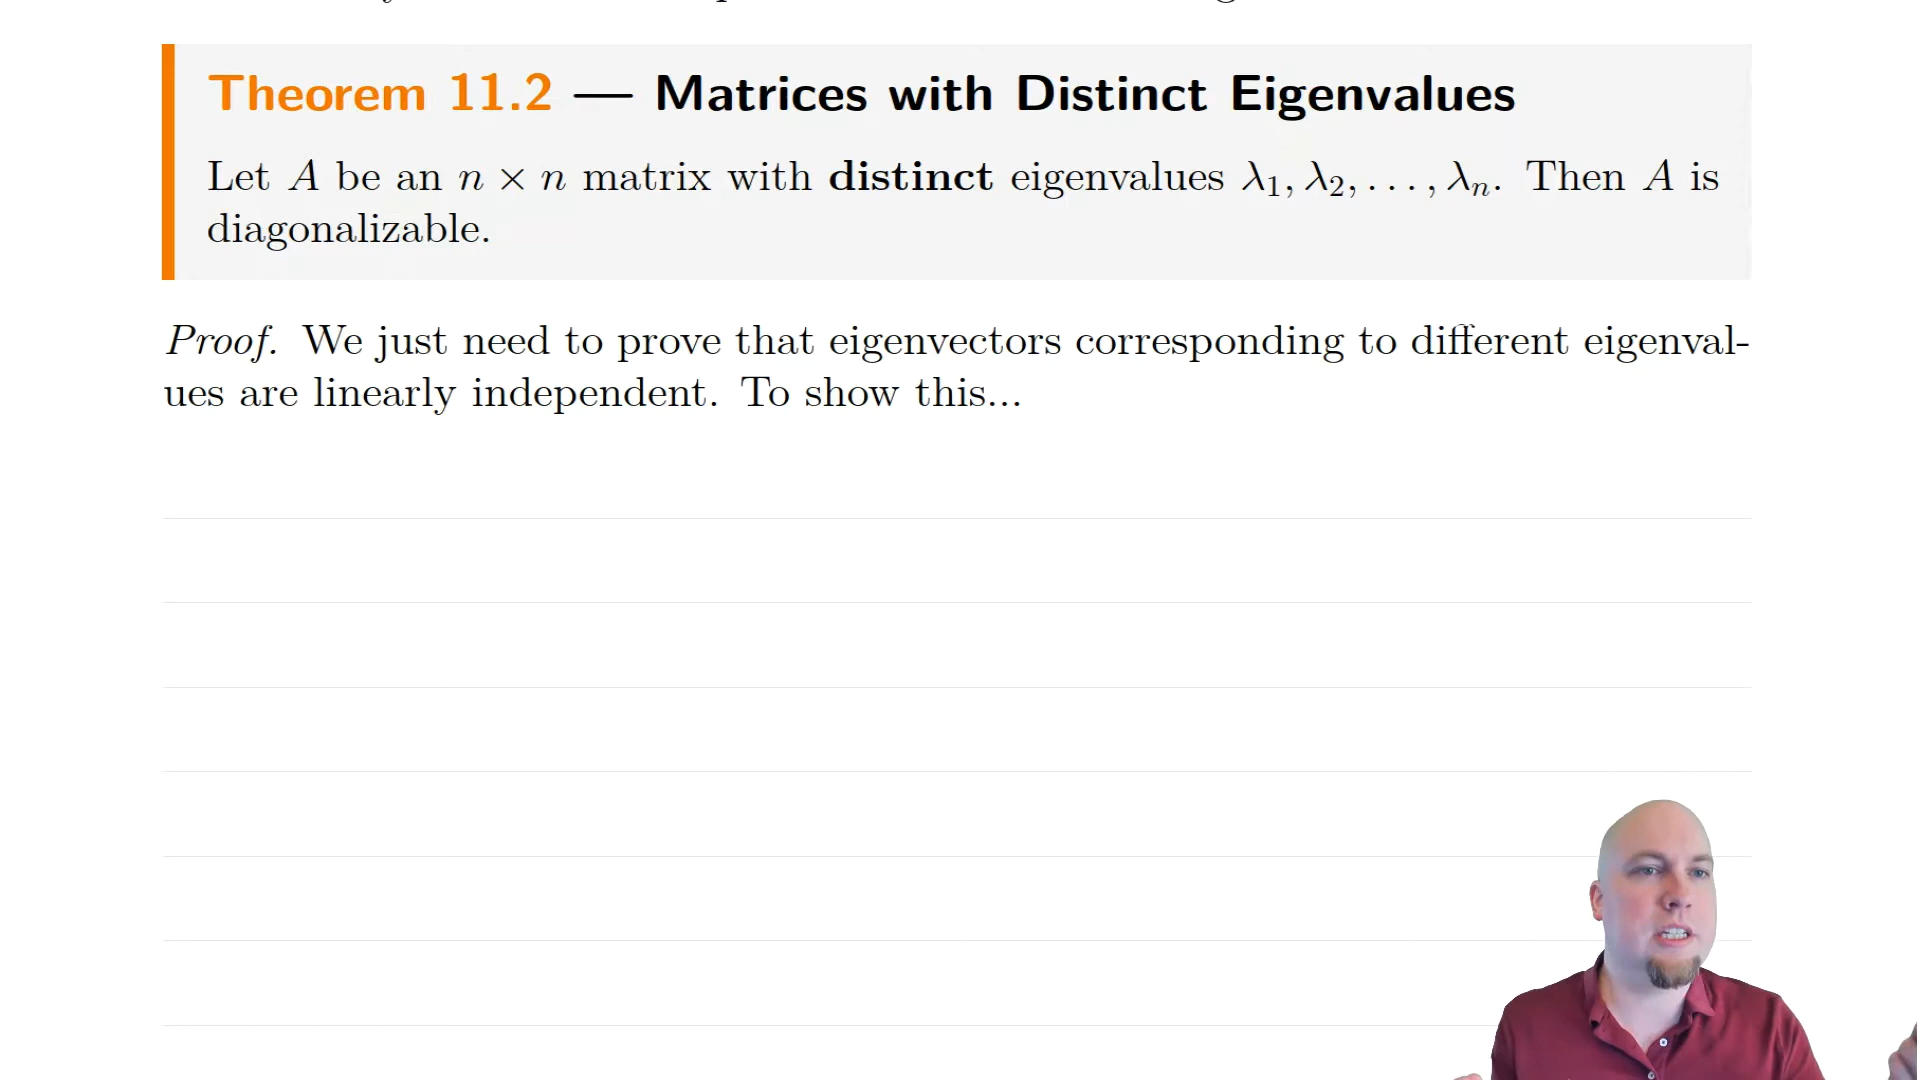 Theorem 11.2 — Matrices with Distinct Eigenvalues
Let A be an n × n matrix with distinct eigenvalues λ₁, λ₂, . . . , λₙ. Then A is
diagonalizable.
Proof. We just need to prove that eigenvectors corresponding to different eigenval-
ues are linearly independent. To show this...